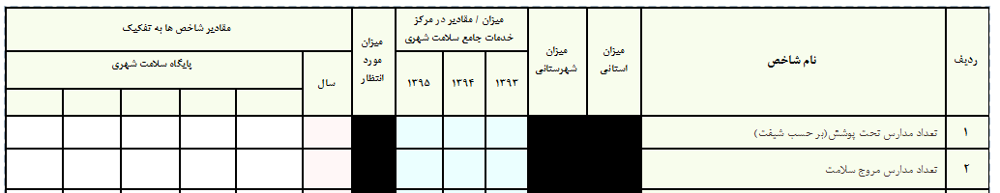 ردیف
نام شاخص
میزان
استانی
میزان
شهرستانی
میزان / مقادیر در مرکز
خدمات جامع سلامت شهری
۱۳۹۳
۱۳۹۴
۱۳۹۵
میزان
مورد
انتظار
مقادیر شاخص ها به تفکیک
سال
پایگاه سلامت شهری
۱
تعداد مدارس تحت پوشش(بر حسب شیفت)
۲
تعداد مدارس مروج سلامت